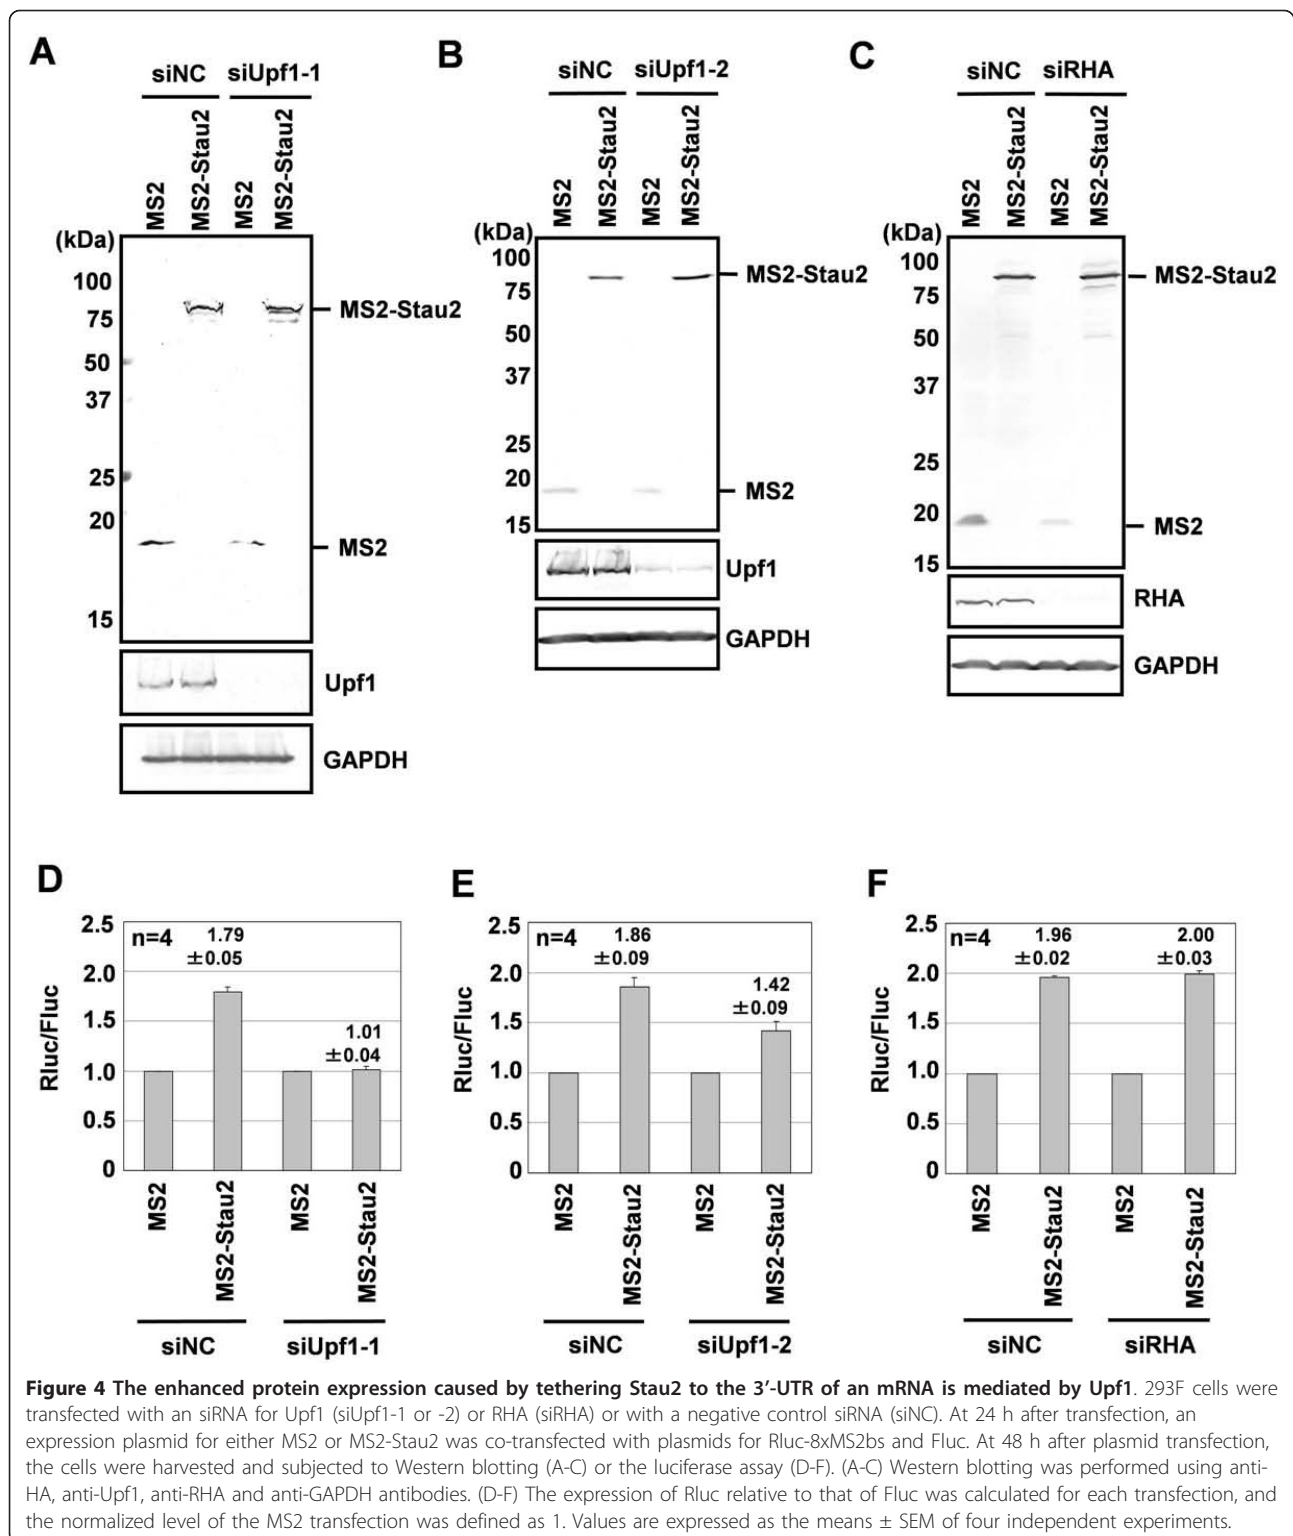 A
siNC siUpf1-1
MS2
MS2-Stau2
MS2
MS2-Stau2
(kDa)
100
75
50
37
25
20
15
MS2-Stau2
MS2
Upf1
GAPDH
B
siNC siUpf1-2
MS2
MS2-Stau2
MS2
MS2-Stau2
(kDa)
100
75
50
37
25
20
15
MS2-Stau2
MS2
Upf1
GAPDH
C
siNC siRHA
MS2
MS2-Stau2
MS2
MS2-Stau2
(kDa)
100
75
50
37
25
20
15
MS2-Stau2
MS2
RHA
GAPDH
D
Rluc/Fluc
2.5
2.0
1.5
1.0
0.5
0
n=4
1.79
±0.05
1.01
±0.04
MS2
MS2-Stau2
MS2
MS2-Stau2
siNC siUpf1-1
E
Rluc/Fluc
2.5
2.0
1.5
1.0
0.5
0
n=4
1.86
±0.09
1.42
±0.09
MS2
MS2-Stau2
MS2
MS2-Stau2
siNC siUpf1-2
F
Rluc/Fluc
2.5
2.0
1.5
1.0
0.5
0
n=4
1.96
±0.02
2.00
±0.03
MS2
MS2-Stau2
MS2
MS2-Stau2
siNC siRHA
Figure 4 The enhanced protein expression caused by tethering Stau2 to the 3′-UTR of an mRNA is mediated by Upf1. 293F cells were
transfected with an siRNA for Upf1 (siUpf1-1 or -2) or RHA (siRHA) or with a negative control siRNA (siNC). At 24 h after transfection, an
expression plasmid for either MS2 or MS2-Stau2 was co-transfected with plasmids for Rluc-8xMS2bs and Fluc. At 48 h after plasmid transfection,
the cells were harvested and subjected to Western blotting (A-C) or the luciferase assay (D-F). (A-C) Western blotting was performed using anti-
HA, anti-Upf1, anti-RHA and anti-GAPDH antibodies. (D-F) The expression of Rluc relative to that of Fluc was calculated for each transfection, and
the normalized level of the MS2 transfection was defined as 1. Values are expressed as the means ± SEM of four independent experiments.